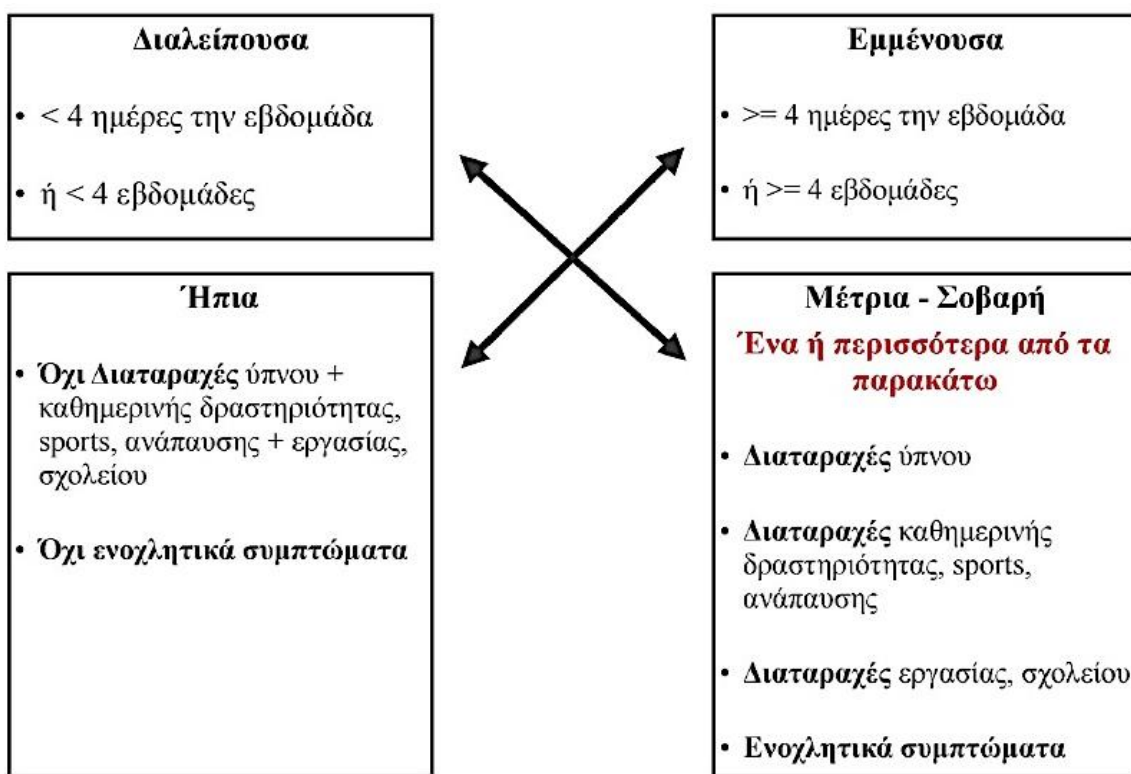 Διαλείπουσα
• < 4 ημέρες την εβδομάδα
• ή < 4 εβδομάδες
Εμμένουσα
• >= 4 ημέρες την εβδομάδα
• ή >= 4 εβδομάδες
Ήπια
• Όχι Διαταραχές ύπνου +
καθημερινής δραστηριότητας,
sports, ανάπαυσης + εργασίας,
σχολείου
• Όχι ενοχλητικά συμπτώματα
Μέτρια - Σοβαρή
Ένα ή περισσότερα από τα
παρακάτω
• Διαταραχές ύπνου
• Διαταραχές καθημερινής
δραστηριότητας, sports,
ανάπαυσης
• Διαταραχές εργασίας, σχολείου
• Ενοχλητικά συμπτώματα